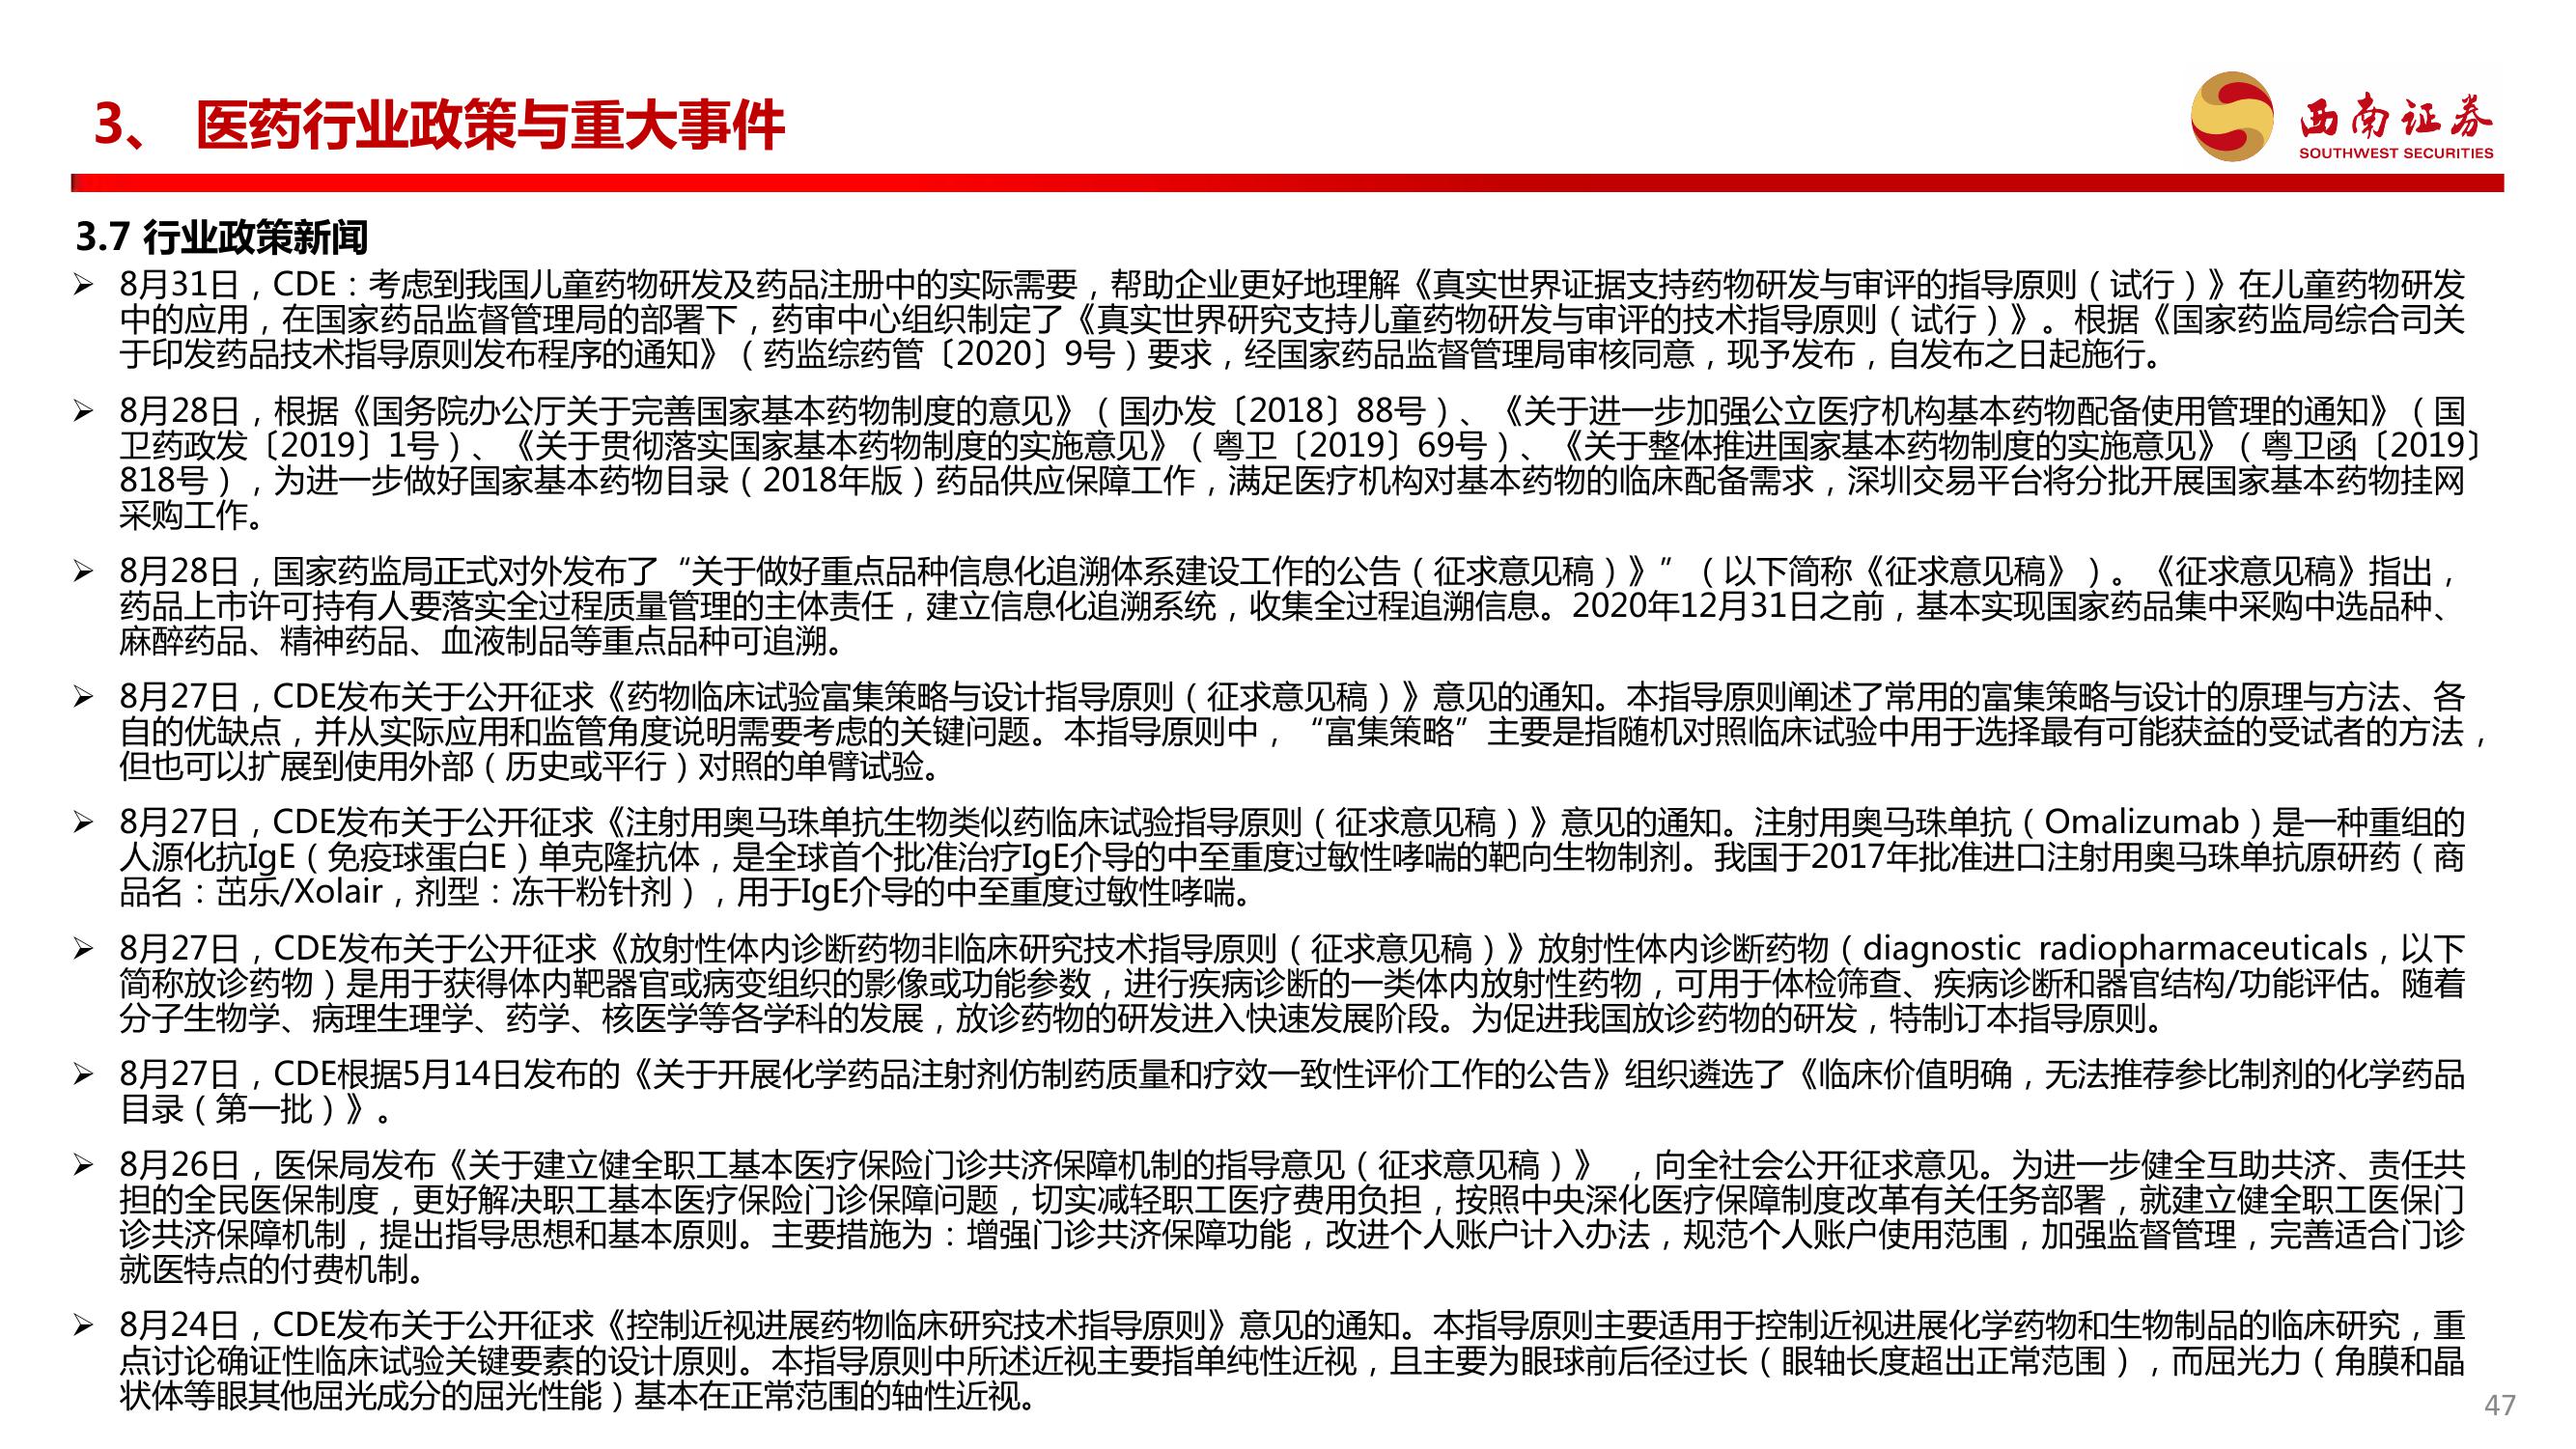 3、 医药行业政策与重大事件
西南证券
SOUTHWEST SECURITIES
3.7 行业政策新闻
➢ 8月31日，CDE：考虑到我国儿童药物研发及药品注册中的实际需要，帮助企业更好地理解《真实世界证据支持药物研发与审评的指导原则（试行）》在儿童药物研发
中的应用，在国家药品监督管理局的部署下，药审中心组织制定了《真实世界研究支持儿童药物研发与审评的技术指导原则（试行）》。根据《国家药监局综合司关
于印发药品技术指导原则发布程序的通知》（药监综药管〔2020〕9号）要求，经国家药品监督管理局审核同意，现予发布，自发布之日起施行。
➢ 8月28日，根据《国务院办公厅关于完善国家基本药物制度的意见》（国办发〔2018〕88号）、《关于进一步加强公立医疗机构基本药物配备使用管理的通知》（国
卫药政发〔2019〕1号）、《关于贯彻落实国家基本药物制度的实施意见》（粤卫〔2019〕69号）、《关于整体推进国家基本药物制度的实施意见》（粤卫函〔2019〕
818号），为进一步做好国家基本药物目录（2018年版）药品供应保障工作，满足医疗机构对基本药物的临床配备需求，深圳交易平台将分批开展国家基本药物挂网
采购工作。
➢ 8月28日，国家药监局正式对外发布了“关于做好重点品种信息化追溯体系建设工作的公告（征求意见稿）》”（以下简称《征求意见稿》）。《征求意见稿》指出，
药品上市许可持有人要落实全过程质量管理的主体责任，建立信息化追溯系统，收集全过程追溯信息。2020年12月31日之前，基本实现国家药品集中采购中选品种、
麻醉药品、精神药品、血液制品等重点品种可追溯。
➢ 8月27日，CDE发布关于公开征求《药物临床试验富集策略与设计指导原则（征求意见稿）》意见的通知。本指导原则阐述了常用的富集策略与设计的原理与方法、各
自的优缺点，并从实际应用和监管角度说明需要考虑的关键问题。本指导原则中，“富集策略”主要是指随机对照临床试验中用于选择最有可能获益的受试者的方法，
但也可以扩展到使用外部（历史或平行）对照的单臂试验。
➢ 8月27日，CDE发布关于公开征求《注射用奥马珠单抗生物类似药临床试验指导原则（征求意见稿）》意见的通知。注射用奥马珠单抗（Omalizumab）是一种重组的
人源化抗IgE（免疫球蛋白E）单克隆抗体，是全球首个批准治疗IgE介导的中至重度过敏性哮喘的靶向生物制剂。我国于2017年批准进口注射用奥马珠单抗原研药（商
品名：茁乐/Xolair，剂型：冻干粉针剂），用于IgE介导的中至重度过敏性哮喘。
➢ 8月27日，CDE发布关于公开征求《放射性体内诊断药物非临床研究技术指导原则（征求意见稿）》放射性体内诊断药物（diagnostic radiopharmaceuticals，以下
简称放诊药物）是用于获得体内靶器官或病变组织的影像或功能参数，进行疾病诊断的一类体内放射性药物，可用于体检筛查、疾病诊断和器官结构/功能评估。随着
分子生物学、病理生理学、药学、核医学等各学科的发展，放诊药物的研发进入快速发展阶段。为促进我国放诊药物的研发，特制订本指导原则。
➢ 8月27日，CDE根据5月14日发布的《关于开展化学药品注射剂仿制药质量和疗效一致性评价工作的公告》组织遴选了《临床价值明确，无法推荐参比制剂的化学药品
目录（第一批）》。
➢ 8月26日，医保局发布《关于建立健全职工基本医疗保险门诊共济保障机制的指导意见（征求意见稿）》 ，向全社会公开征求意见。为进一步健全互助共济、责任共
担的全民医保制度，更好解决职工基本医疗保险门诊保障问题，切实减轻职工医疗费用负担，按照中央深化医疗保障制度改革有关任务部署，就建立健全职工医保门
诊共济保障机制，提出指导思想和基本原则。主要措施为：增强门诊共济保障功能，改进个人账户计入办法，规范个人账户使用范围，加强监督管理，完善适合门诊
就医特点的付费机制。
➢ 8月24日，CDE发布关于公开征求《控制近视进展药物临床研究技术指导原则》意见的通知。本指导原则主要适用于控制近视进展化学药物和生物制品的临床研究，重
点讨论确证性临床试验关键要素的设计原则。本指导原则中所述近视主要指单纯性近视，且主要为眼球前后径过长（眼轴长度超出正常范围），而屈光力（角膜和晶
状体等眼其他屈光成分的屈光性能）基本在正常范围的轴性近视。
47